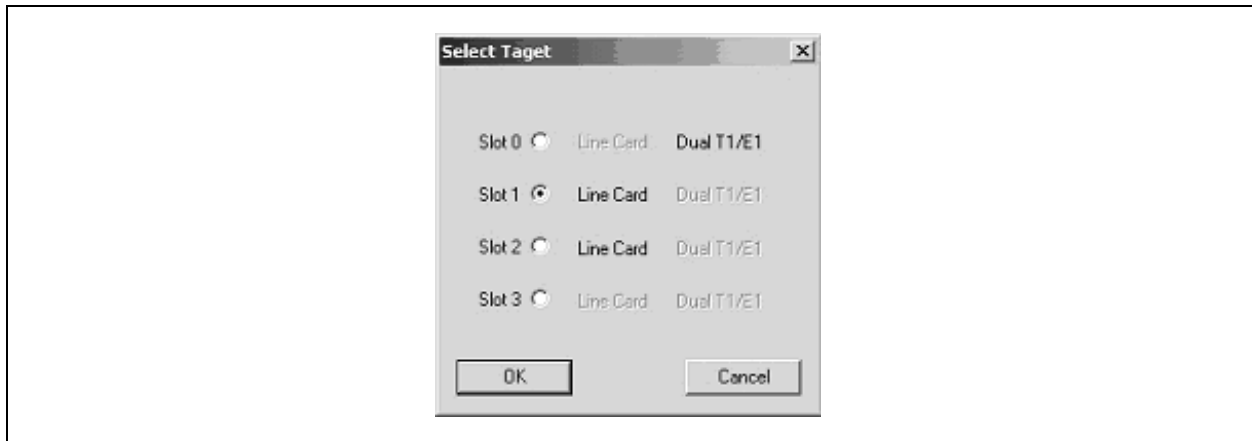 Select Taget
Slot 0 Line Card Dual T1/E1
Slot 1 Line Card Dual T1/E1
Slot 2 Line Card Dual T1/E1
Slot 3 Line Card Dual T1/E1
OK Cancel